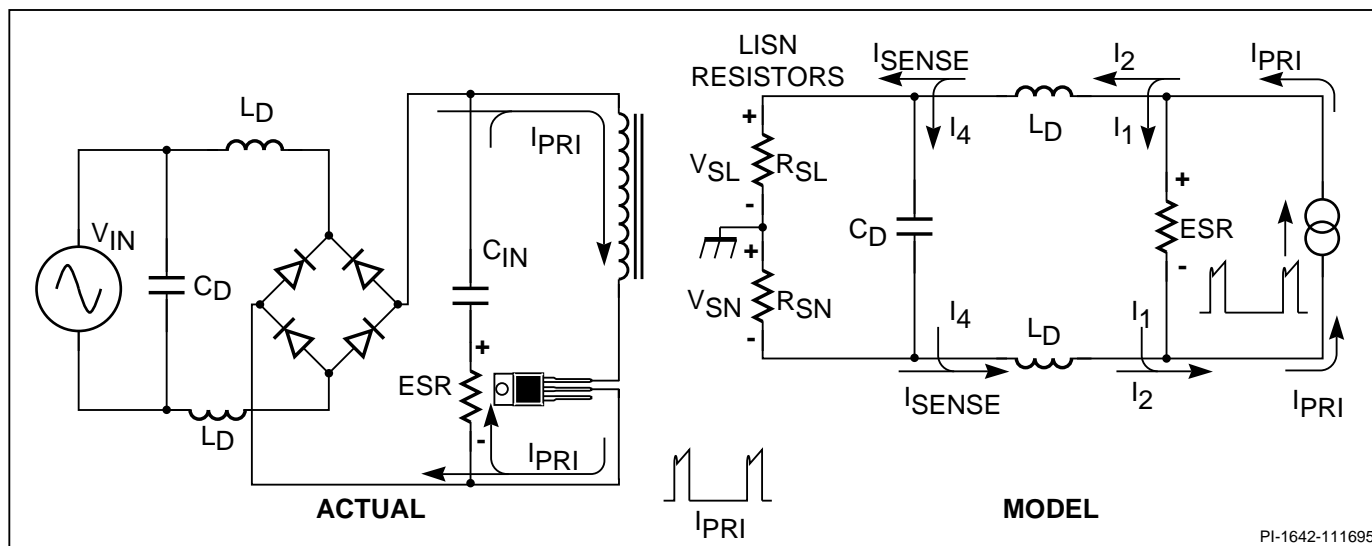 LD
VIN
CD
LD
CIN
ESR
+
-
IPRI
IPRI
ACTUAL
IPRI
LISN
RESISTORS
ISENSE
I2
IPRI
I4
LD
I1
+
VSL
RSL
-
+
VSN
RSN
-
CD
+
ESR
-
I4
LD
I1
ISENSE
I2
IPRI
MODEL
PI-1642-111695